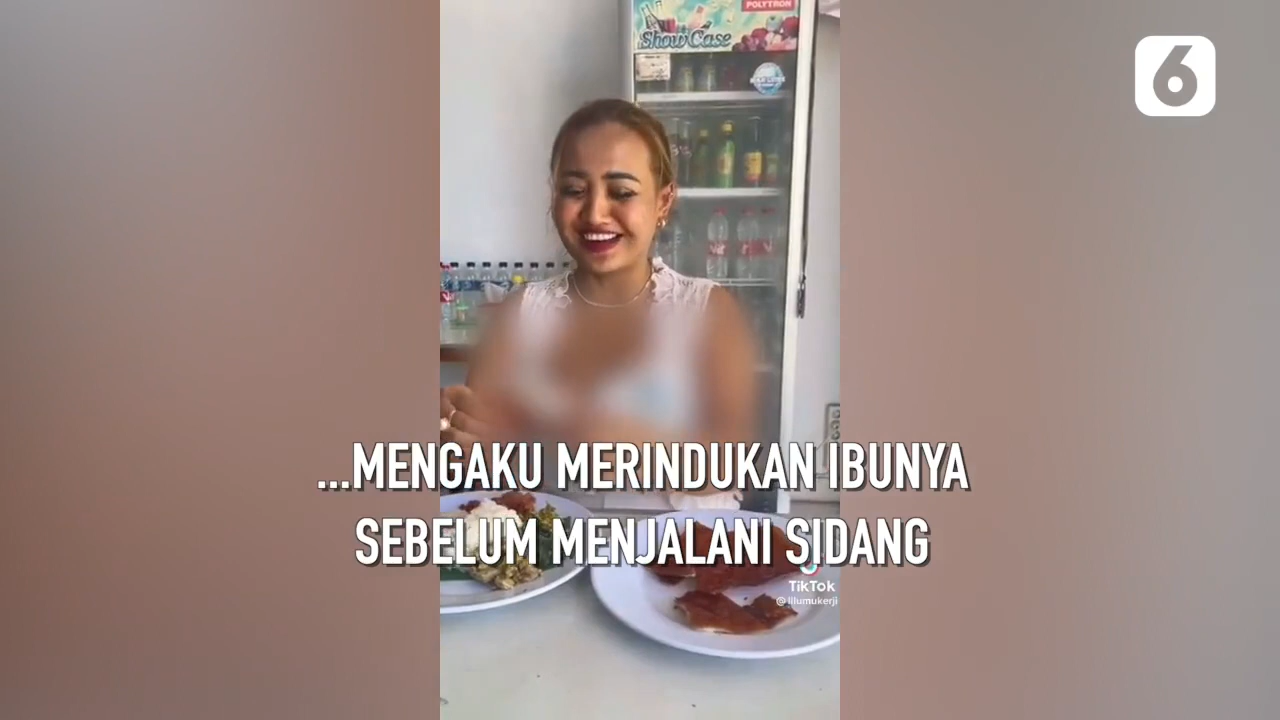 POLYTRON
Show Case
6
...MENGAKU MERINDUKAN IBUNYA
SEBELUM MENJALANI SIDANG
TikTok
@lilumukerji